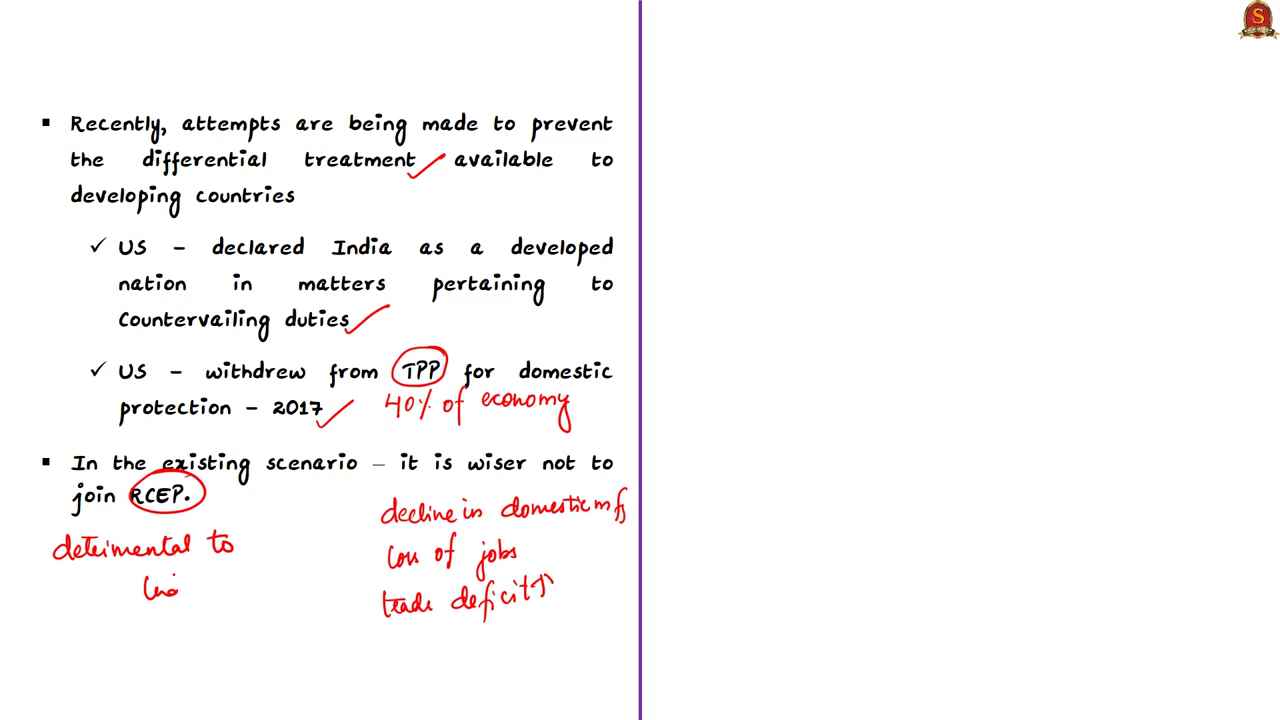 ▪ Recently, attempts are being made to prevent
the differential treatment available to
developing countries
✓ US - declared India as a developed
nation in matters pertaining to
Countervailing duties
✓ US - withdrew from TPP for domestic
protection - 2017
40% of economy
▪ In the existing scenario – it is wiser not to
join RCEP.
detrimental to
decline in domestic mfg
loss of jobs
trade deficit ↑
S